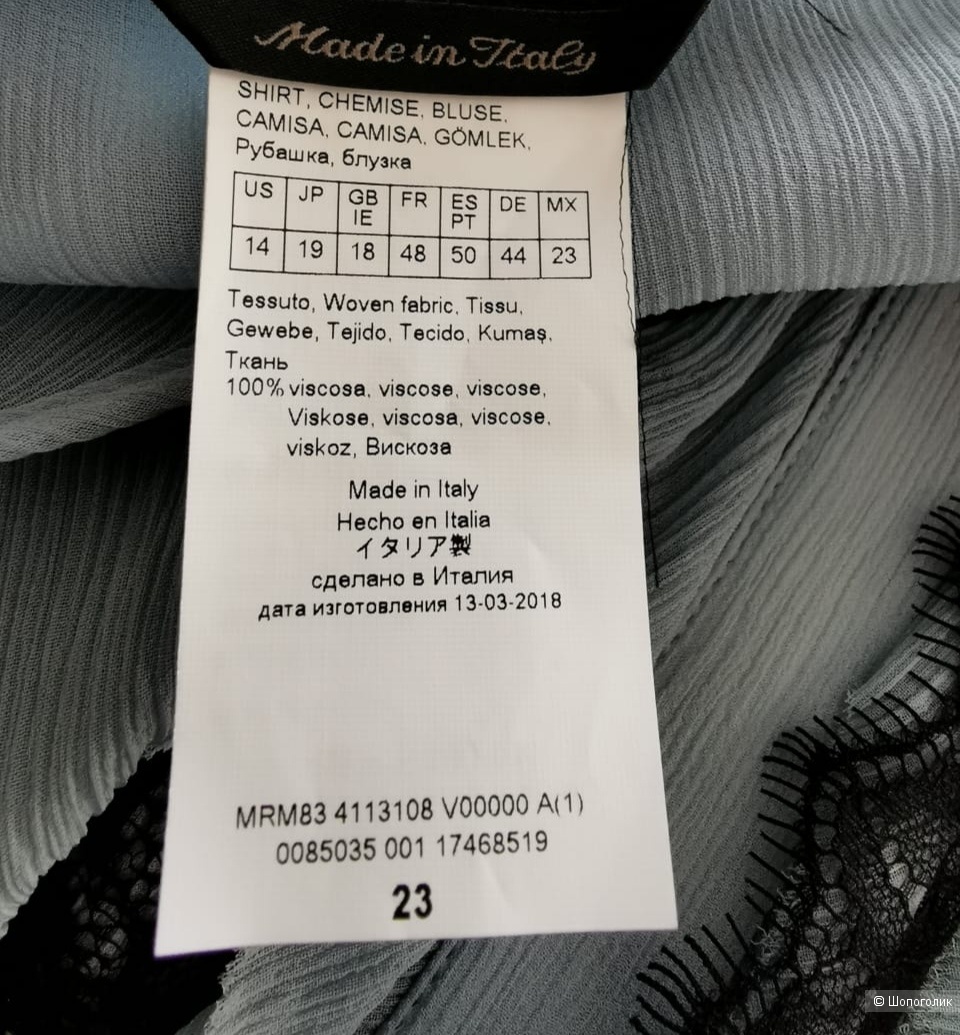 Made in Italy
SHIRT, CHEMISE, BLUSE,
CAMISA, CAMISA, GÖMLEK,
Рубашка, блузка
US JP GB IE FR ES PT DE MX
14 19 18 48 50 44 23
Tessuto, Woven fabric, Tissu,
Gewebe, Tejido, Tecido, Kumaş,
Ткань
100% viscosa, viscose, viscose,
Viskose, viscosa, viscose,
viskoz, Вискоза
Made in Italy
Hecho en Italia
イタリア製
сделано в Италия
дата изготовления 13-03-2018
MRM83 4113108 V00000 A(1)
0085035 001 17468519
23
© Шопоголик